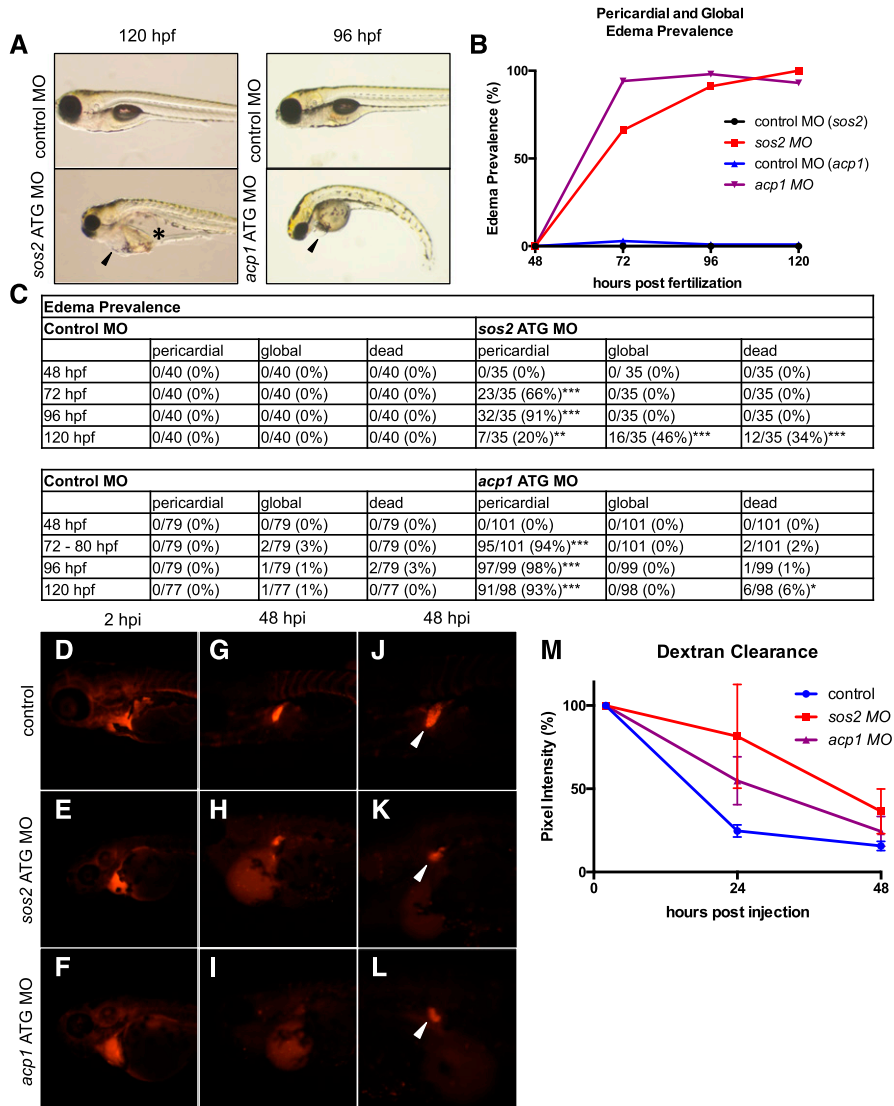 A
120 hpf
96 hpf
control MO
control MO
sos2 ATG MO
acp1 ATG MO
*
B
Pericardial and Global
Edema Prevalence
Edema Prevalence (%)
100
50
0
48
72
96
120
hours post fertilization
control MO (sos2)
sos2 MO
control MO (acp1)
acp1 MO
C
Edema Prevalence
Control MO sos2 ATG MO
pericardial global dead pericardial global dead
48 hpf 0/40 (0%) 0/40 (0%) 0/40 (0%) 0/35 (0%) 0/ 35 (0%) 0/35 (0%)
72 hpf 0/40 (0%) 0/40 (0%) 0/40 (0%) 23/35 (66%)*** 0/35 (0%) 0/35 (0%)
96 hpf 0/40 (0%) 0/40 (0%) 0/40 (0%) 32/35 (91%)*** 0/35 (0%) 0/35 (0%)
120 hpf 0/40 (0%) 0/40 (0%) 0/40 (0%) 7/35 (20%)** 16/35 (46%)*** 12/35 (34%)***
Control MO acp1 ATG MO
pericardial global dead pericardial global dead
48 hpf 0/79 (0%) 0/79 (0%) 0/79 (0%) 0/101 (0%) 0/101 (0%) 0/101 (0%)
72 - 80 hpf 0/79 (0%) 2/79 (3%) 0/79 (0%) 95/101 (94%)*** 0/101 (0%) 2/101 (2%)
96 hpf 0/79 (0%) 1/79 (1%) 2/79 (3%) 97/99 (98%)*** 0/99 (0%) 1/99 (1%)
120 hpf 0/77 (0%) 1/77 (1%) 0/77 (0%) 91/98 (93%)*** 0/98 (0%) 6/98 (6%)*
2 hpi 48 hpi 48 hpi
control
D G J
sos2 ATG MO
E H K
acp1 ATG MO
F I L
M
Dextran Clearance
Pixel Intensity (%)
100
50
0
0
24
48
hours post injection
control
sos2 MO
acp1 MO